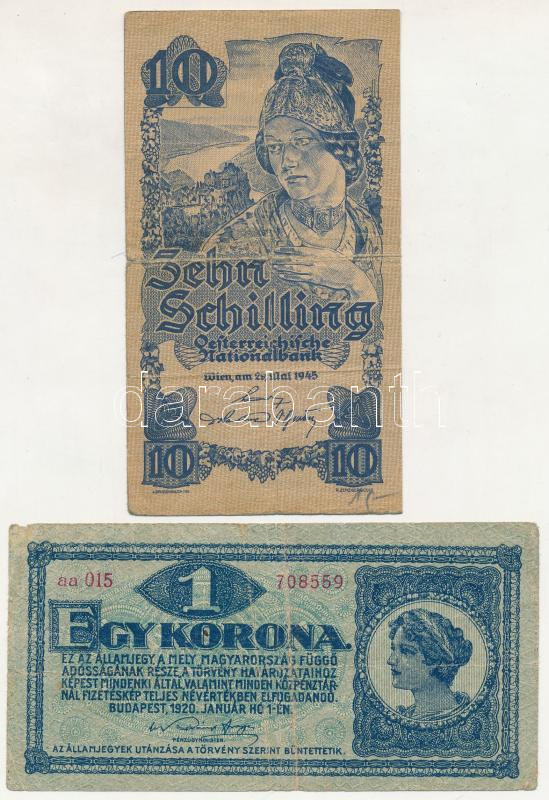 10
Zehn
Schilling
Oesterreichische
Nationalbank
Wien, am 29. Mai 1945
darabanth
10 10
aa 015 708559
1
EGY KORONA.
EZ AZ ÁLLAMJEGY, A MELY MAGYARORSZÁG FÜGGŐ
ADÓSSÁGÁNAK RÉSZE, A TÖRVÉNY HATÁROZATAIHOZ
KÉPEST MINDENKI ÁLTAL, VALAMINT MINDEN KÖZPÉNZTÁR-
NÁL FIZETÉSKÉP TELJES NÉVÉRTÉKBEN ELFOGADANDÓ.
BUDAPEST, 1920. JANUÁR HÓ 1-ÉN.
PÉNZÜGYMINISTER.
AZ ÁLLAMJEGYEK UTÁNZÁSA A TÖRVÉNY SZERINT BÜNTETTETIK.